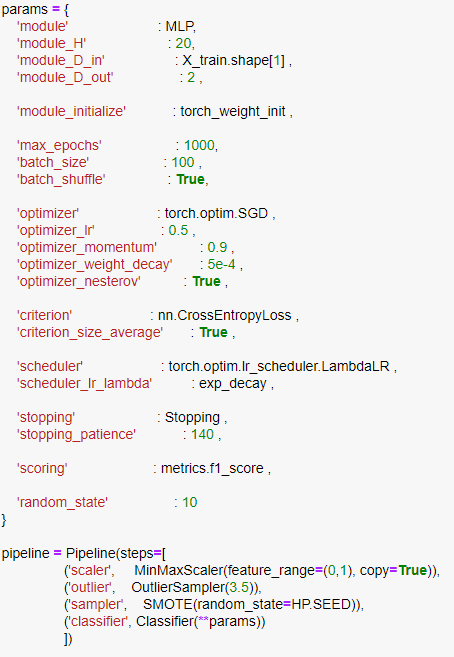 params = {
'module' : MLP,
'module_H' : 20,
'module_D_in' : X_train.shape[1] ,
'module_D_out' : 2 ,
'module_initialize' : torch_weight_init ,
'max_epochs' : 1000,
'batch_size' : 100 ,
'batch_shuffle' : True,
'optimizer' : torch.optim.SGD ,
'optimizer_lr' : 0.5 ,
'optimizer_momentum' : 0.9 ,
'optimizer_weight_decay' : 5e-4 ,
'optimizer_nesterov' : True ,
'criterion' : nn.CrossEntropyLoss ,
'criterion_size_average' : True ,
'scheduler' : torch.optim.lr_scheduler.LambdaLR ,
'scheduler_lr_lambda' : exp_decay ,
'stopping' : Stopping ,
'stopping_patience' : 140 ,
'scoring' : metrics.f1_score ,
'random_state' : 10
}
pipeline = Pipeline(steps=[
('scaler', MinMaxScaler(feature_range=(0,1), copy=True)),
('outlier', OutlierSampler(3.5)),
('sampler', SMOTE(random_state=HP.SEED)),
('classifier', Classifier(**params))
])